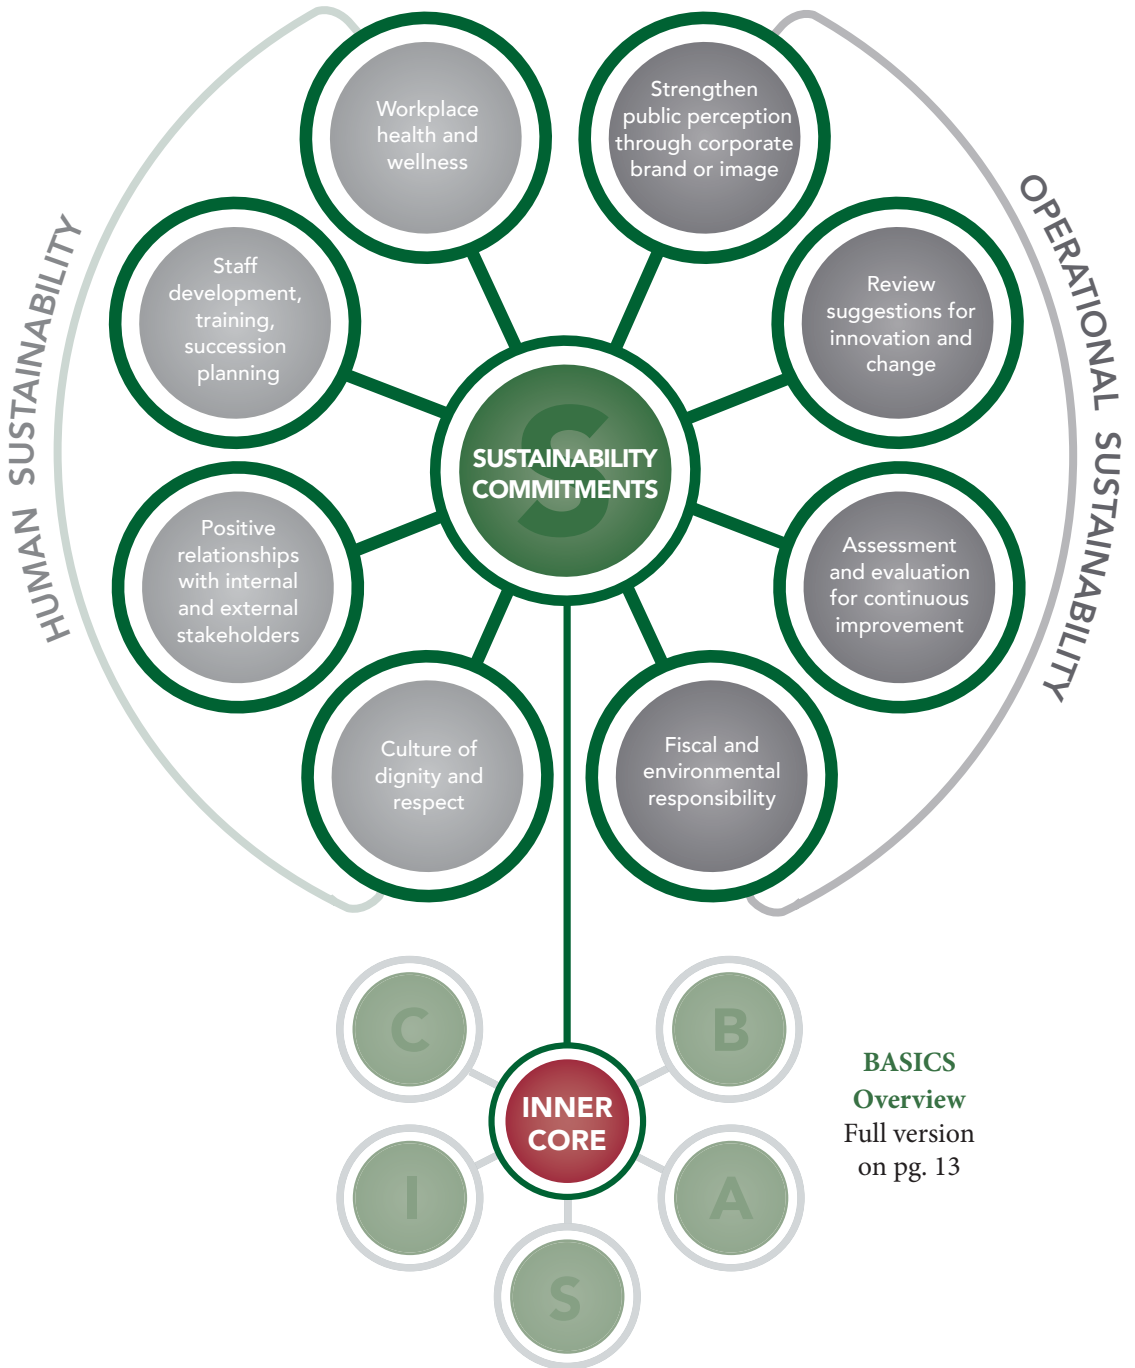 HUMAN SUSTAINABILITY
Workplace
health and
wellness
Staff
development,
training,
succession
planning
Positive
relationships
with internal
and external
stakeholders
Culture of
dignity and
respect
S
SUSTAINABILITY
COMMITMENTS
Strengthen
public perception
through corporate
brand or image
Review
suggestions for
innovation and
change
Assessment
and evaluation
for continuous
improvement
Fiscal and
environmental
responsibility
OPERATIONAL SUSTAINABILITY
INNER
CORE
B
A
S
I
C
BASICS
Overview
Full version
on pg. 13